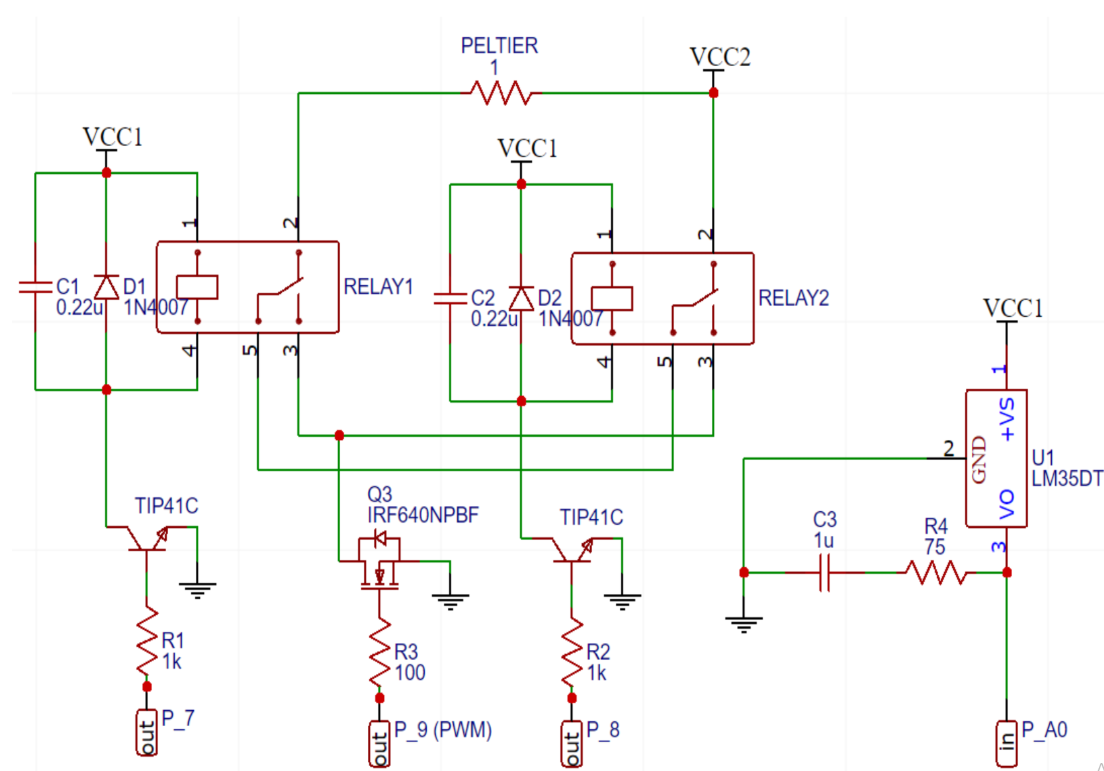 PELTIER
1
VCC2
VCC1
VCC1
1
2
1
2
C1
0.22u
D1
1N4007
RELAY1
C2
0.22u
D2
1N4007
RELAY2
4
5
3
4
5
3
VCC1
1
+VS
2
GND
U1
LM35DT
VO
3
TIP41C
Q3
IRF640NPBF
TIP41C
C3
1u
R4
75
R1
1k
R3
100
R2
1k
out
P_7
out
P_9 (PWM)
out
P_8
in
P_A0